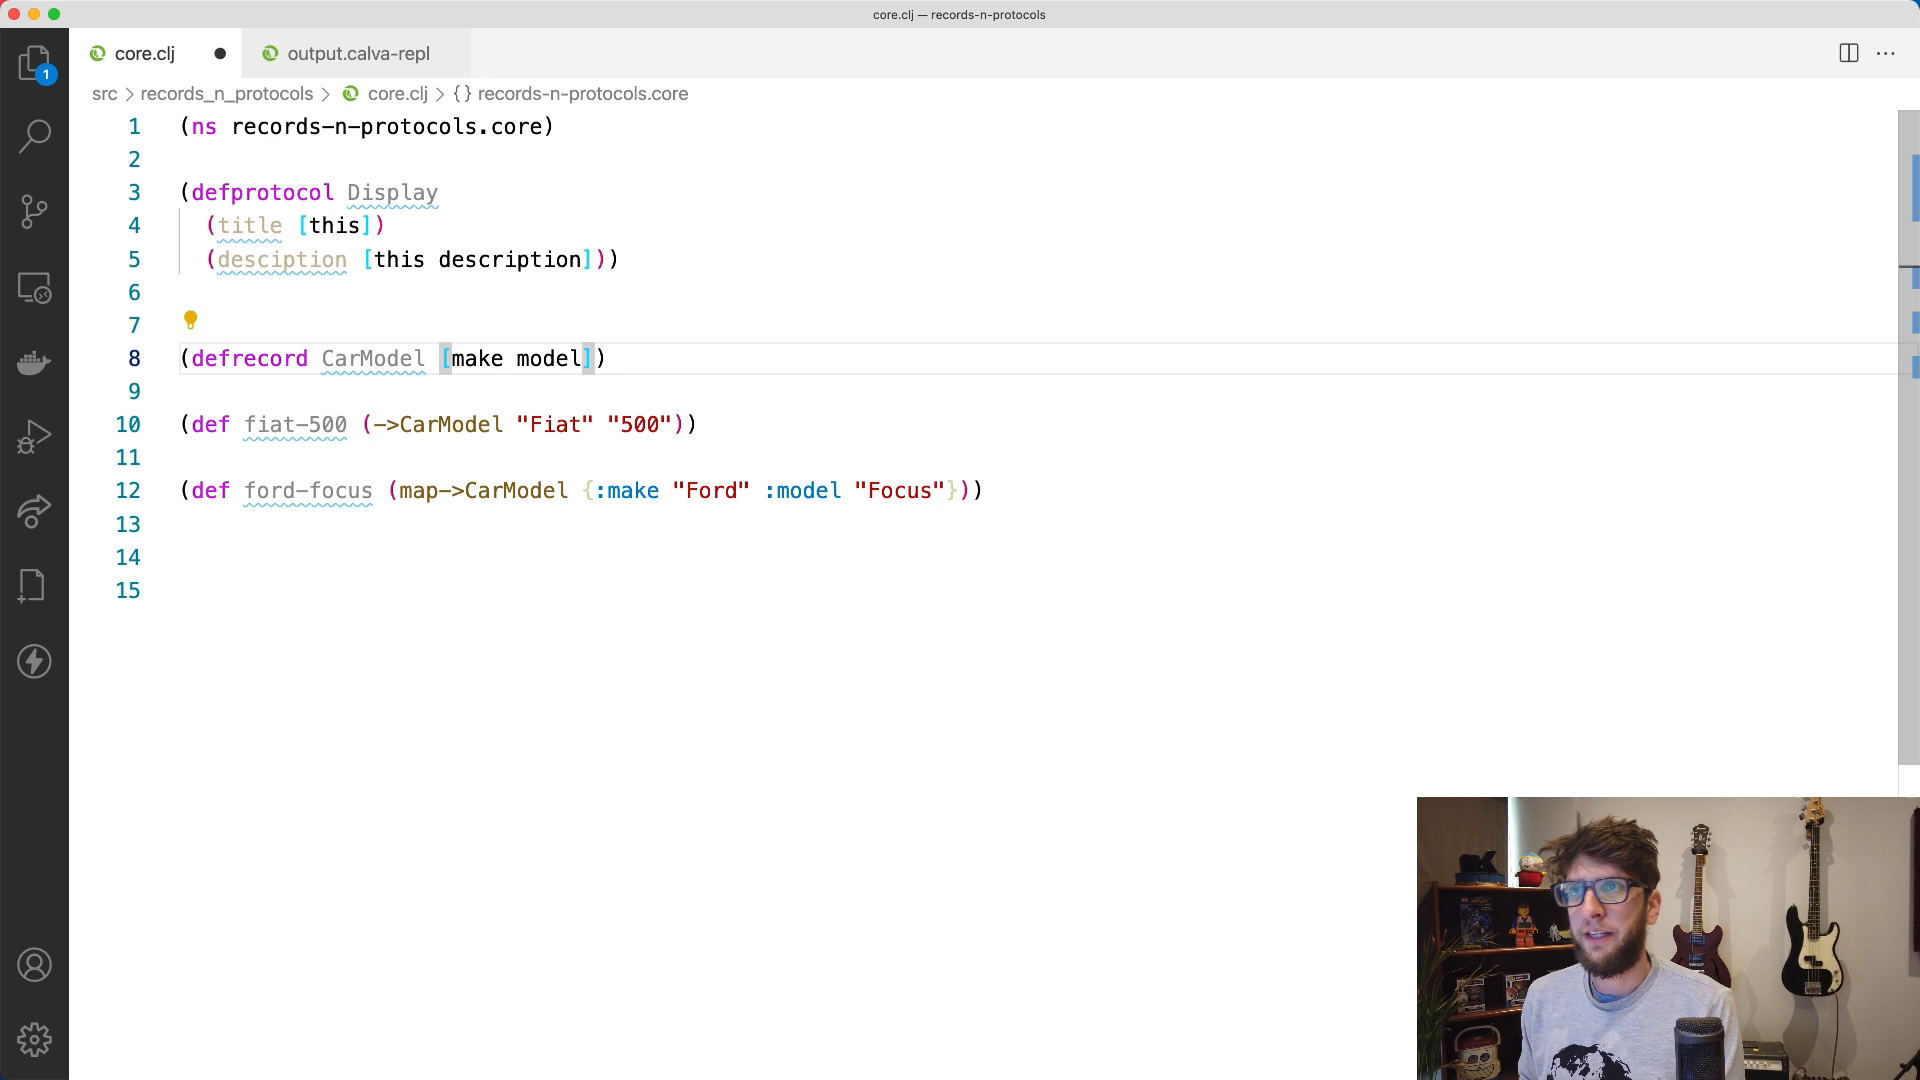 core.clj — records-n-protocols
core.clj
output.calva-repl
1
src > records_n_protocols > core.clj > {} records-n-protocols.core
1 (ns records-n-protocols.core)
2
3 (defprotocol Display
4 (title [this])
5 (desciption [this description]))
6
7
8 (defrecord CarModel [make model])
9
10 (def fiat-500 (->CarModel "Fiat" "500"))
11
12 (def ford-focus (map->CarModel {:make "Ford" :model "Focus"}))
13
14
15